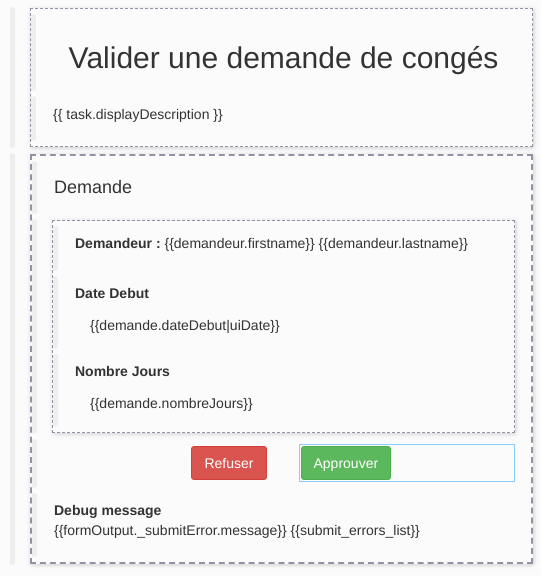 Valider une demande de congés
{{ task.displayDescription }}
Demande
Demandeur : {{demandeur.firstname}} {{demandeur.lastname}}
Date Debut
{{demande.dateDebut|uiDate}}
Nombre Jours
{{demande.nombreJours}}
Refuser Approuver
Debug message
{{formOutput._submitError.message}} {{submit_errors_list}}